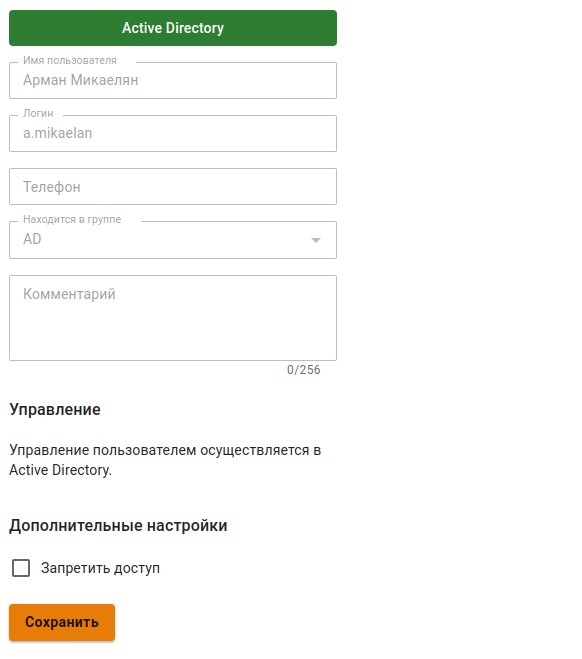 Active Directory
Имя пользователя
Арман Микаелян
Логин
a.mikaelan
Телефон
Находится в группе
AD
Комментарий
0/256
Управление
Управление пользователем осуществляется в
Active Directory.
Дополнительные настройки
Запретить доступ
Сохранить